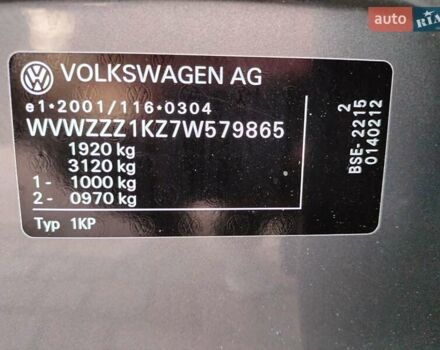 auto RIA
VOLKSWAGEN AG
e1*2001/116*0304
WVWZZZ1KZ7W579865
1920 kg
3120 kg
1- 1000 kg
2- 0970 kg
Typ 1KP
2
BSE- 2215
0140212